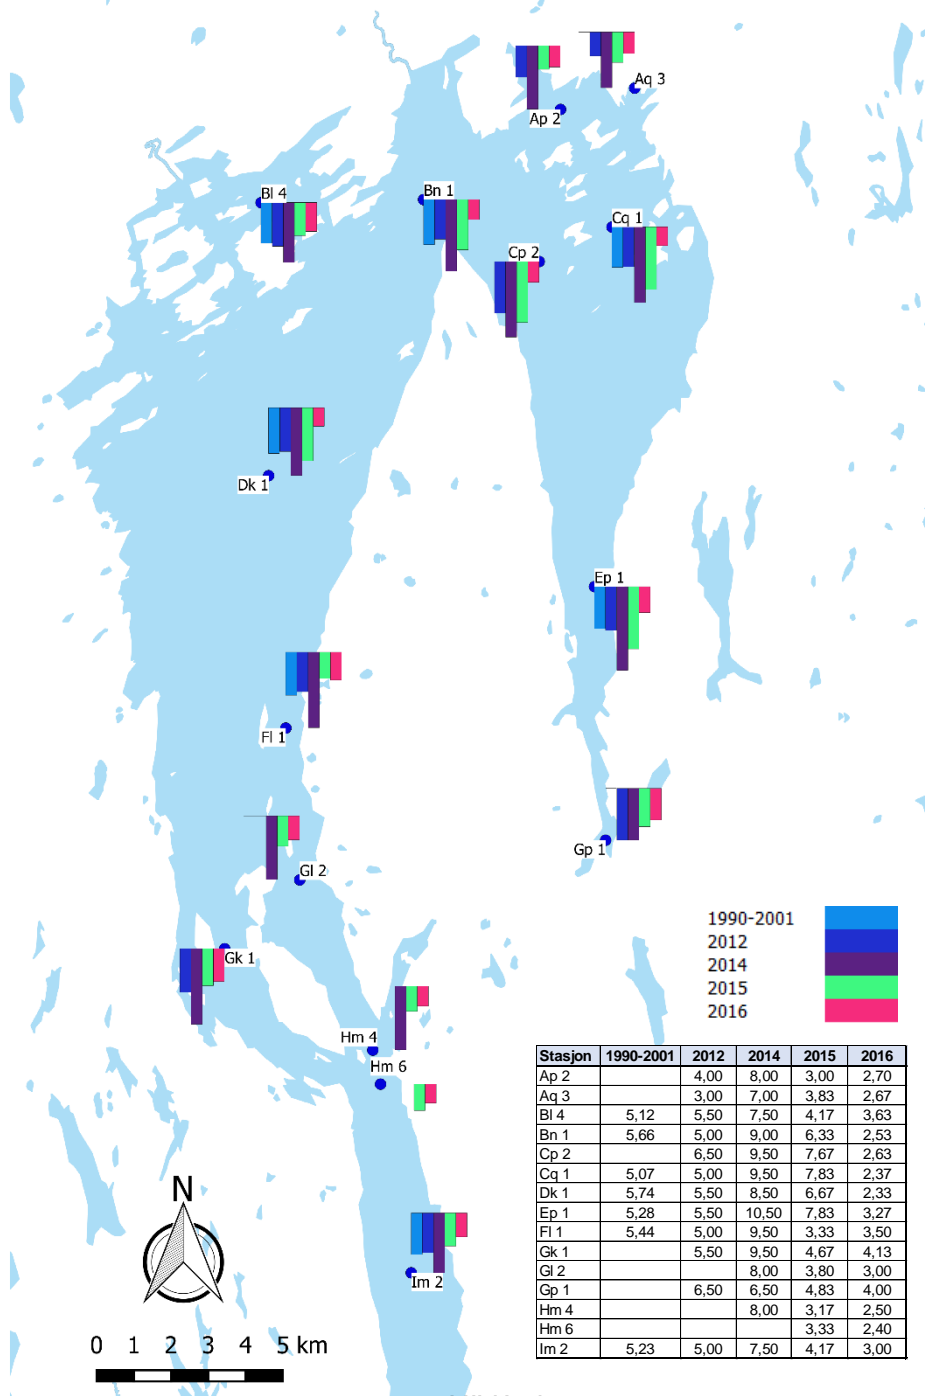 Aq 3
Ap 2
Bl 4
Bn 1
Cq 1
Cp 2
Dk 1
Ep 1
Fl 1
Gp 1
Gl 2
Gk 1
1990-2001
2012
2014
2015
2016
Hm 4
Hm 6
Im 2
N
0 1 2 3 4 5 km
Stasjon 1990-2001 2012 2014 2015 2016
Ap 2 4,00 8,00 3,00 2,70
Aq 3 3,00 7,00 3,83 2,67
Bl 4 5,12 5,50 7,50 4,17 3,63
Bn 1 5,66 5,00 9,00 6,33 2,53
Cp 2 6,50 9,50 7,67 2,63
Cq 1 5,07 5,00 9,50 7,83 2,37
Dk 1 5,74 5,50 8,50 6,67 2,33
Ep 1 5,28 5,50 10,50 7,83 3,27
Fl 1 5,44 5,00 9,50 3,33 3,50
Gk 1 5,50 9,50 4,67 4,13
Gl 2 8,00 3,80 3,00
Gp 1 6,50 6,50 4,83 4,00
Hm 4 8,00 3,17 2,50
Hm 6 3,33 2,40
Im 2 5,23 5,00 7,50 4,17 3,00